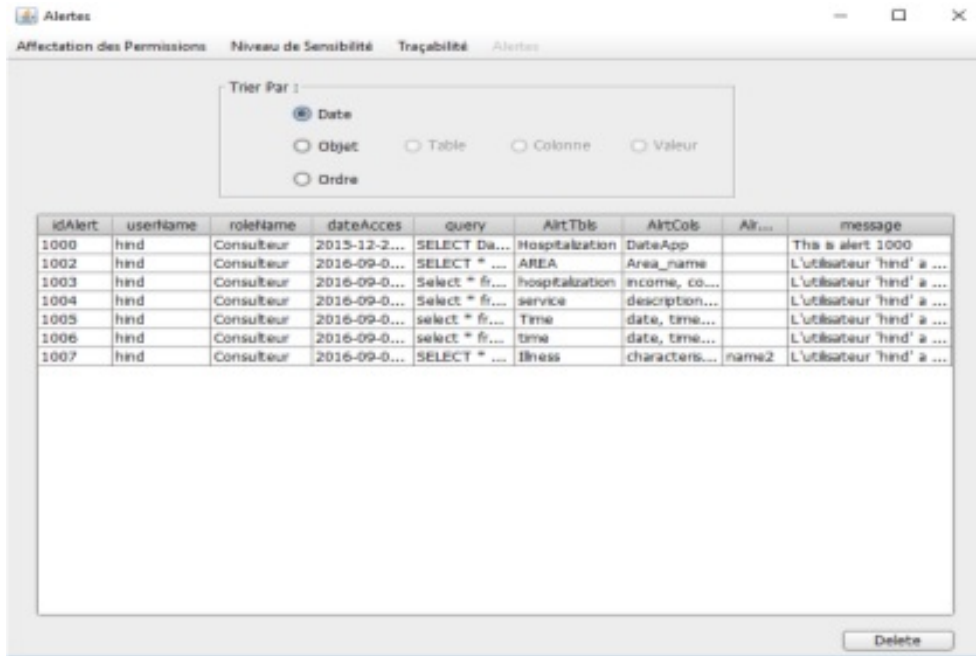 Alertes
Affectation des Permissions Niveau de Sensibilité Traçabilité Alertes
Trier Par :
Date
Objet Table Colonne Valeur
Ordre
idAlert userName roleName dateAcces query AlrtTbls AlrtCols Alr... message
1000 hind Consulteur 2015-12-2... SELECT Da... Hospitalization DateApp This is alert 1000
1002 hind Consulteur 2016-09-0... SELECT * ... AREA Area_name L'utilisateur 'hind' a ...
1003 hind Consulteur 2016-09-0... Select * fr... hospitalization income, co... L'utilisateur 'hind' a ...
1004 hind Consulteur 2016-09-0... Select * fr... service description... L'utilisateur 'hind' a ...
1005 hind Consulteur 2016-09-0... select * fr... Time date, time... L'utilisateur 'hind' a ...
1006 hind Consulteur 2016-09-0... select * fr... time date, time... L'utilisateur 'hind' a ...
1007 hind Consulteur 2016-09-0... SELECT * ... Illness characteris... name2 L'utilisateur 'hind' a ...
Delete